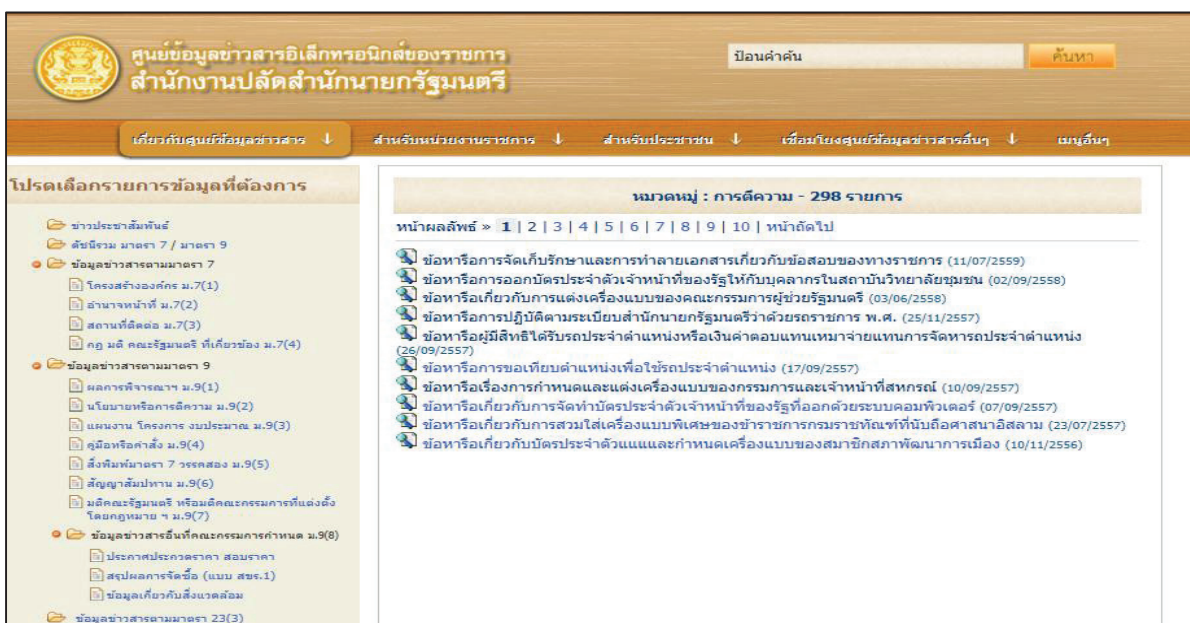 ศูนย์ข้อมูลข่าวสารอิเล็กทรอนิกส์ของราชการ
สำนักงานปลัดสำนักนายกรัฐมนตรี
ป้อนคำค้น
ค้นหา
เกี่ยวกับศูนย์ข้อมูลข่าวสาร ↓ สำหรับหน่วยงานราชการ ↓ สำหรับประชาชน ↓ เชื่อมโยงศูนย์ข้อมูลข่าวสารอื่นๆ ↓ เมนูอื่นๆ
โปรดเลือกรายการข้อมูลที่ต้องการ
ข่าวประชาสัมพันธ์
ดัชนีรวม มาตรา 7 / มาตรา 9
ข้อมูลข่าวสารตามมาตรา 7
โครงสร้างองค์กร ม.7(1)
อำนาจหน้าที่ ม.7(2)
สถานที่ติดต่อ ม.7(3)
กฎ มติ คณะรัฐมนตรี ที่เกี่ยวข้อง ม.7(4)
ข้อมูลข่าวสารตามมาตรา 9
ผลการพิจารณาฯ ม.9(1)
นโยบายหรือการตีความ ม.9(2)
แผนงาน โครงการ งบประมาณ ม.9(3)
คู่มือหรือคำสั่ง ม.9(4)
สิ่งพิมพ์มาตรา 7 วรรคสอง ม.9(5)
สัญญาสัมปทาน ม.9(6)
มติคณะรัฐมนตรี หรือมติคณะกรรมการที่แต่งตั้ง
โดยกฎหมาย ฯ ม.9(7)
ข้อมูลข่าวสารอื่นที่คณะกรรมการกำหนด ม.9(8)
ประกาศประกวดราคา สอบราคา
สรุปผลการจัดซื้อ (แบบ สขร.1)
ข้อมูลเกี่ยวกับสิ่งแวดล้อม
ข้อมูลข่าวสารตามมาตรา 23(3)
หมวดหมู่ : การตีความ - 298 รายการ
หน้าผลลัพธ์ » 1 | 2 | 3 | 4 | 5 | 6 | 7 | 8 | 9 | 10 | หน้าถัดไป
ข้อหารือการจัดเก็บรักษาและการทำลายเอกสารเกี่ยวกับข้อสอบของทางราชการ (11/07/2559)
ข้อหารือการออกบัตรประจำตัวเจ้าหน้าที่ของรัฐให้กับบุคลากรในสถาบันวิทยาลัยชุมชน (02/09/2558)
ข้อหารือเกี่ยวกับการแต่งเครื่องแบบของคณะกรรมการผู้ช่วยรัฐมนตรี (03/06/2558)
ข้อหารือการปฏิบัติตามระเบียบสำนักนายกรัฐมนตรีว่าด้วยรถราชการ พ.ศ. (25/11/2557)
ข้อหารือผู้มีสิทธิได้รับรถประจำตำแหน่งหรือเงินค่าตอบแทนเหมาจ่ายแทนการจัดหารถประจำตำแหน่ง
(26/09/2557)
ข้อหารือการขอเทียบตำแหน่งเพื่อใช้รถประจำตำแหน่ง (17/09/2557)
ข้อหารือเรื่องการกำหนดและแต่งเครื่องแบบของกรรมการและเจ้าหน้าที่สหกรณ์ (10/09/2557)
ข้อหารือเกี่ยวกับการจัดทำบัตรประจำตัวเจ้าหน้าที่ของรัฐที่ออกด้วยระบบคอมพิวเตอร์ (07/09/2557)
ข้อหารือเกี่ยวกับการสวมใส่เครื่องแบบพิเศษของข้าราชการกรมราชทัณฑ์ที่นับถือศาสนาอิสลาม (23/07/2557)
ข้อหารือเกี่ยวกับบัตรประจำตัวแแและกำหนดเครื่องแบบของสมาชิกสภาพัฒนาการเมือง (10/11/2556)